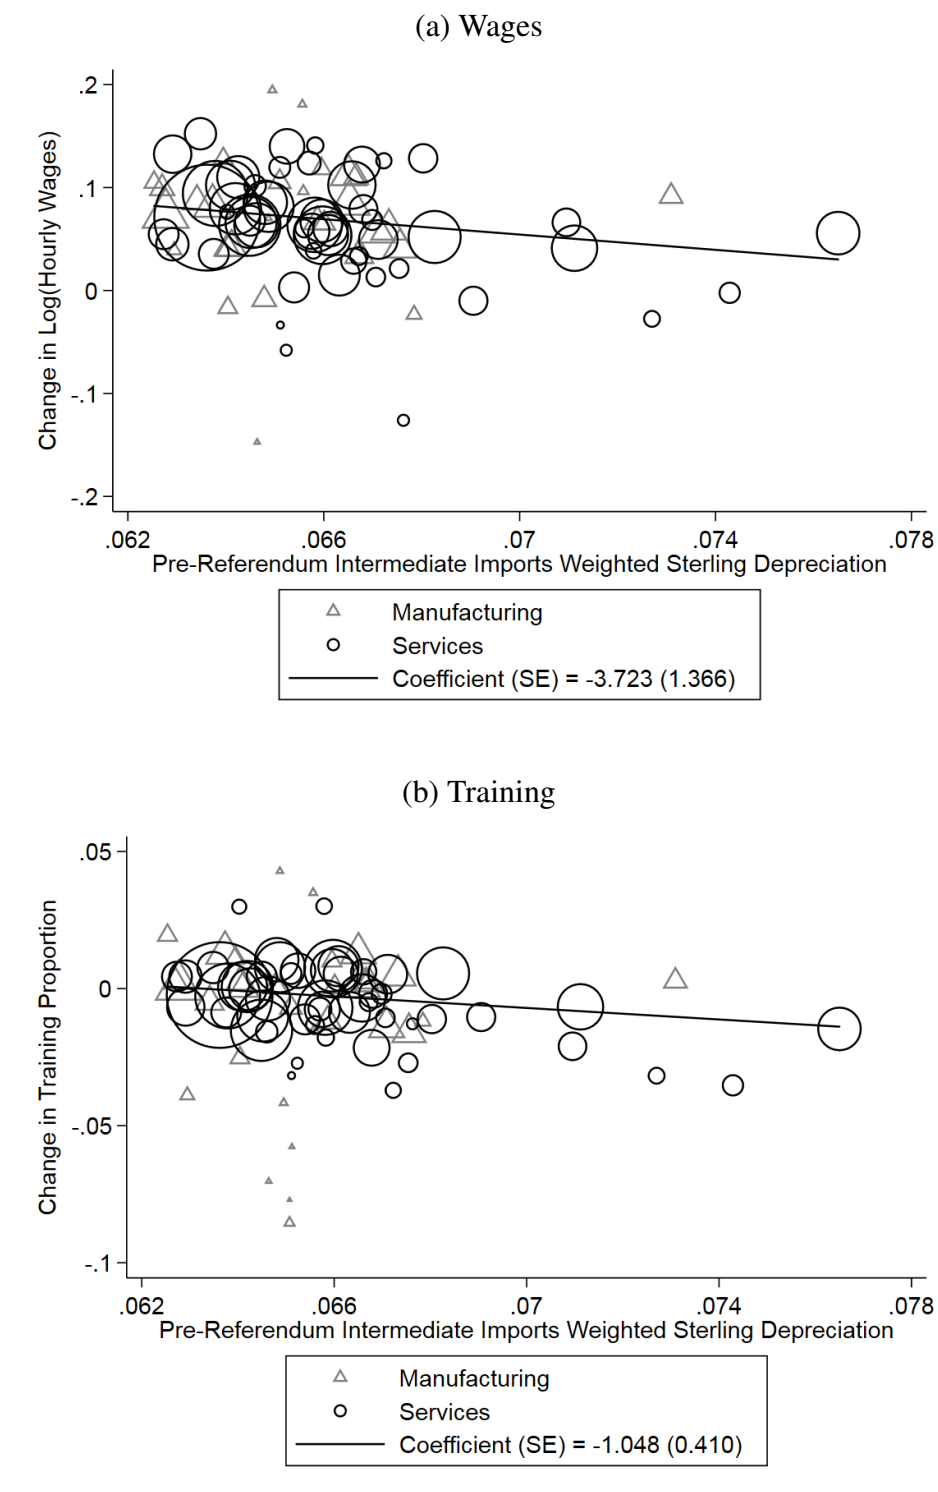 (a) Wages
.2
.1
0
-.1
-.2
Change in Log(Hourly Wages)
.062 .066 .07 .074 .078
Pre-Referendum Intermediate Imports Weighted Sterling Depreciation
Manufacturing
Services
Coefficient (SE) = -3.723 (1.366)
(b) Training
.05
0
-.05
-.1
Change in Training Proportion
.062 .066 .07 .074 .078
Pre-Referendum Intermediate Imports Weighted Sterling Depreciation
Manufacturing
Services
Coefficient (SE) = -1.048 (0.410)